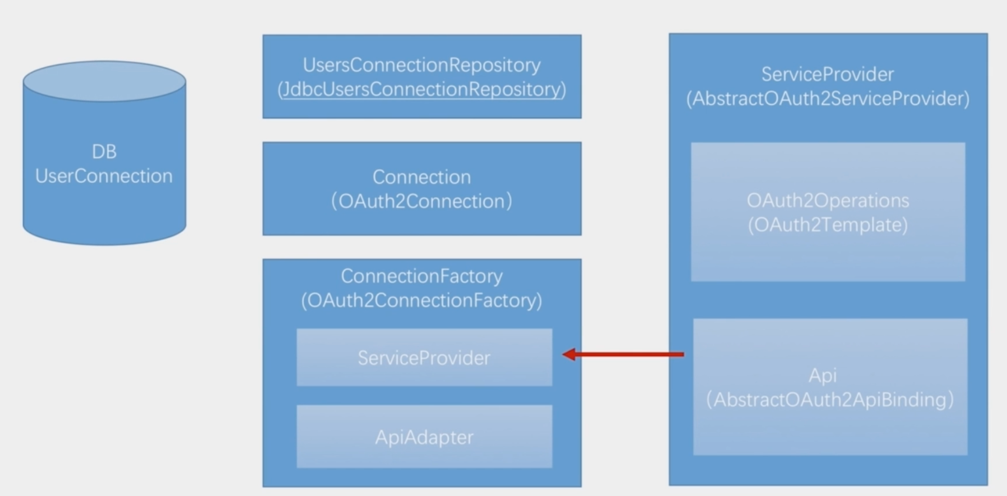 DB
UserConnection
UsersConnectionRepository
(JdbcUsersConnectionRepository)
Connection
（OAuth2Connection）
ConnectionFactory
(OAuth2ConnectionFactory)
ServiceProvider
ApiAdapter
ServiceProvider
(AbstractOAuth2ServiceProvider)
OAuth2Operations
(OAuth2Template)
Api
（AbstractOAuth2ApiBinding）